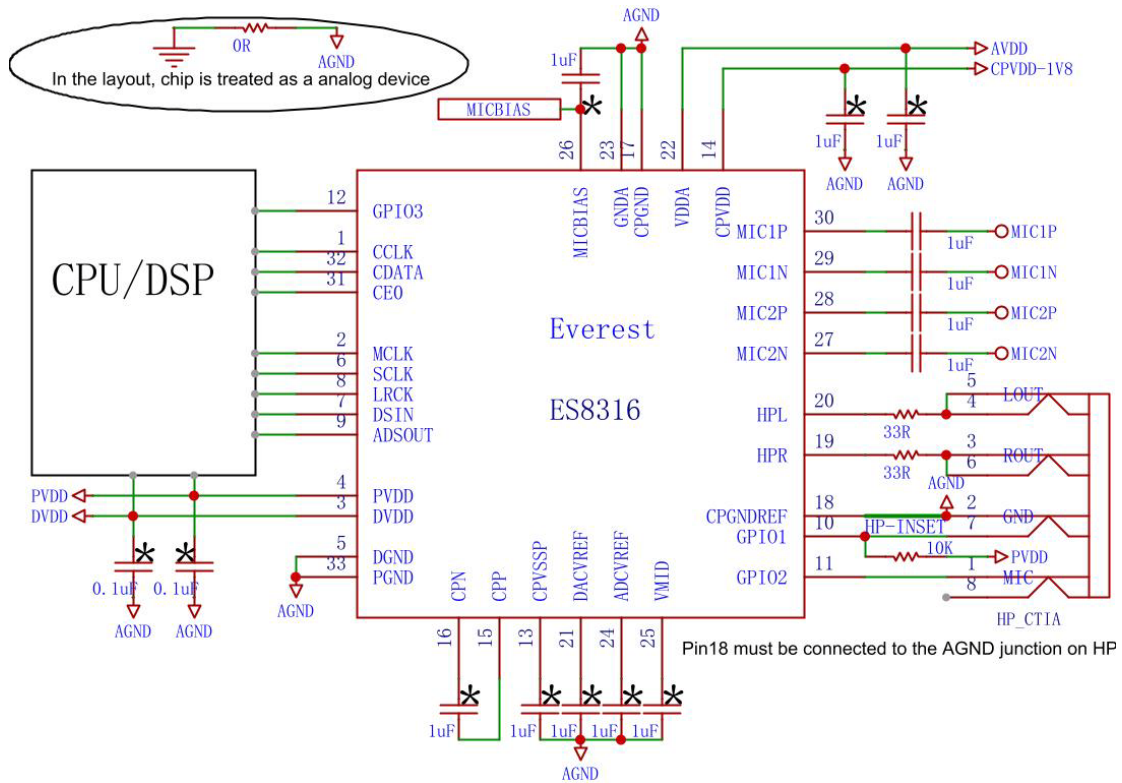 0R
AGND
In the layout, chip is treated as a analog device
AGND
1uF
MICBIAS
*
AVDD
CPVDD-1V8
*
*
1uF
1uF
AGND
AGND
26
23
17
22
14
MICBIAS
GNDA
CPGND
VDDA
CPVDD
CPU/DSP
12
GPIO3
1
CCLK
32
CDATA
31
CE0
2
MCLK
6
SCLK
8
LRCK
7
DSIN
9
ADSOUT
PVDD
4
PVDD
DVDD
3
DVDD
5
DGND
33
PGND
AGND
*
*
0.1uF
0.1uF
AGND
AGND
Everest
ES8316
MIC1P
30
1uF
MIC1P
MIC1N
29
1uF
MIC1N
MIC2P
28
1uF
MIC2P
MIC2N
27
1uF
MIC2N
HPL
20
33R
5
LOUT
4
HPR
19
33R
3
ROUT
6
AGND
CPGNDREF
18
2
GND
GPIO1
10
HP-INSET
7
10K
PVDD
GPIO2
11
1
MIC
8
HP_CTIA
Pin18 must be connected to the AGND junction on HP
CPN
CPP
CPVSSP
DACVREF
ADCVREF
VMID
16
15
13
21
24
25
*
*
*
*
*
1uF
1uF
1uF
1uF
1uF
AGND